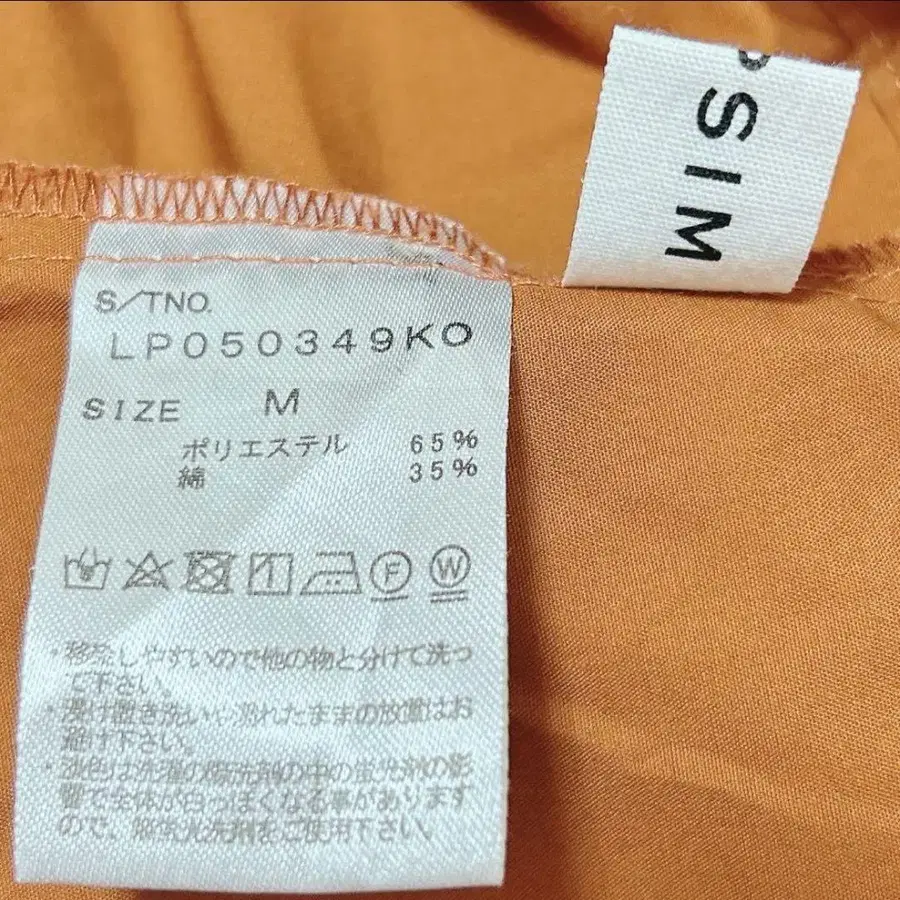 PSIM
S/TNO.
LP050349KO
SIZE M
ポリエステル 65%
綿 35%
F W
・移染しやすいので他の物と分けて洗っ
て下さい。
・浸け置き洗いや濡れたままの放置はお
避け下さい。
・淡色は洗濯の際洗剤の中の蛍光剤の影
響で全体が白っぽくなる事があります
ので、無蛍光洗剤をご使用下さい。